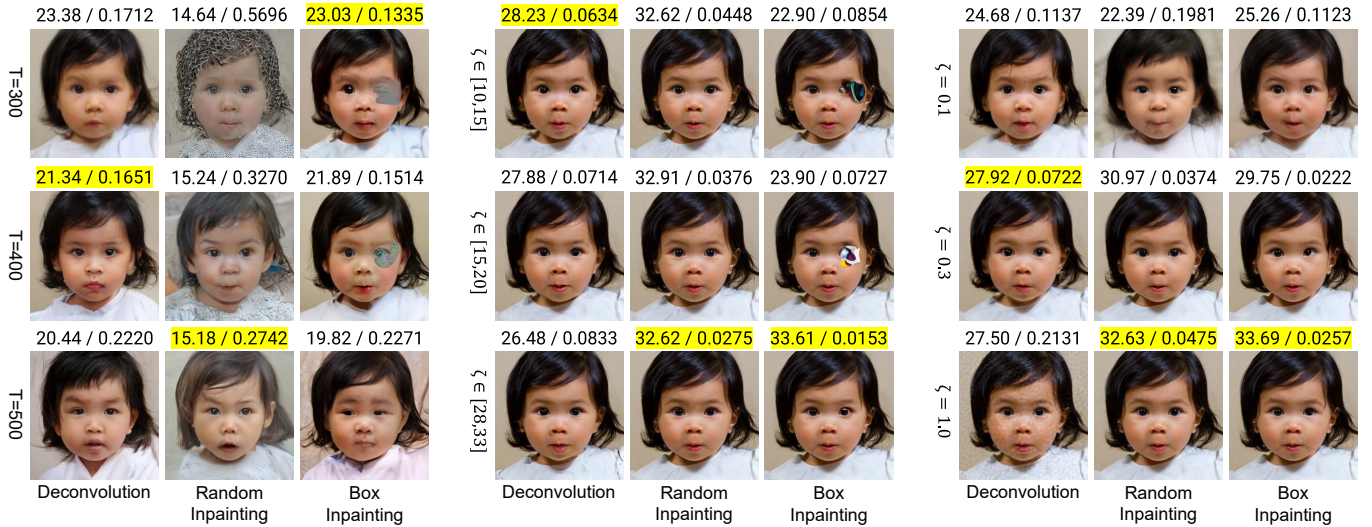 23.38 / 0.1712 14.64 / 0.5696 23.03 / 0.1335 28.23 / 0.0634 32.62 / 0.0448 22.90 / 0.0854 24.68 / 0.1137 22.39 / 0.1981 25.26 / 0.1123
T=300 ζ ∈ [10,15] ζ = 0.1
21.34 / 0.1651 15.24 / 0.3270 21.89 / 0.1514 27.88 / 0.0714 32.91 / 0.0376 23.90 / 0.0727 27.92 / 0.0722 30.97 / 0.0374 29.75 / 0.0222
T=400 ζ ∈ [15,20] ζ = 0.3
20.44 / 0.2220 15.18 / 0.2742 19.82 / 0.2271 26.48 / 0.0833 32.62 / 0.0275 33.61 / 0.0153 27.50 / 0.2131 32.63 / 0.0475 33.69 / 0.0257
T=500 ζ ∈ [28,33] ζ = 1.0
Deconvolution Random Box Deconvolution Random Box Deconvolution Random Box
Inpainting Inpainting Inpainting Inpainting Inpainting Inpainting